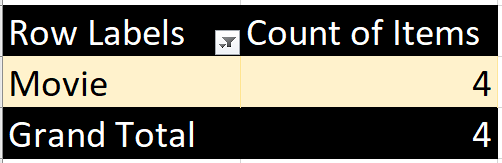 Row Labels Count of Items
Movie 4
Grand Total 4